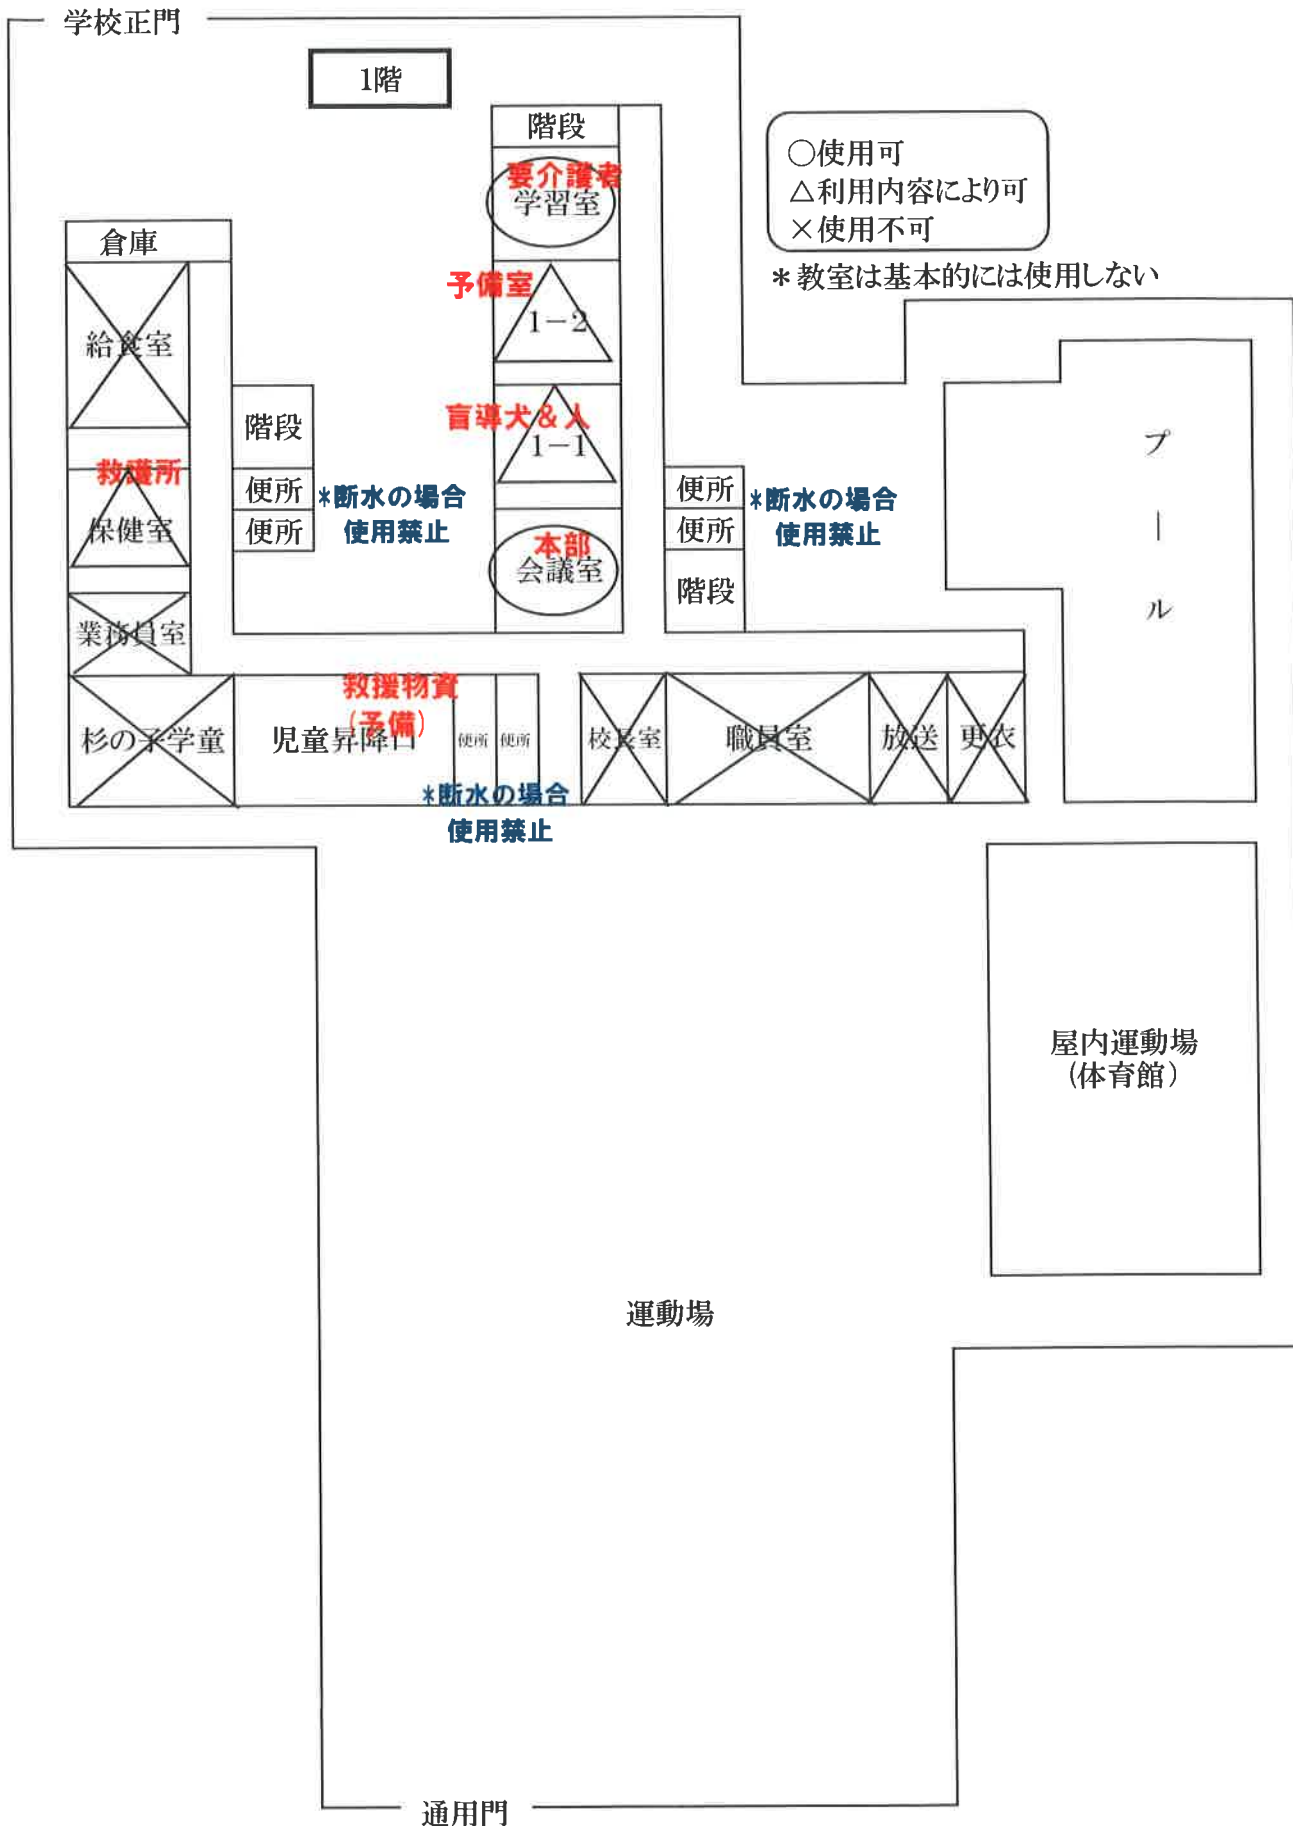 学校正門
1階
階段
○使用可
△利用内容により可
×使用不可
＊教室は基本的には使用しない
要介護者
学習室
倉庫
予備室
1－2
給食室
盲導犬＆人
1－1
階段
プール
救護所
保健室
便所
便所
*断水の場合
使用禁止
本部
会議室
便所
便所
*断水の場合
使用禁止
階段
業務員室
救援物資
(予備)
杉の子学童
児童昇降口
便所
便所
校長室
職員室
放送
更衣
*断水の場合
使用禁止
屋内運動場
(体育館)
運動場
通用門